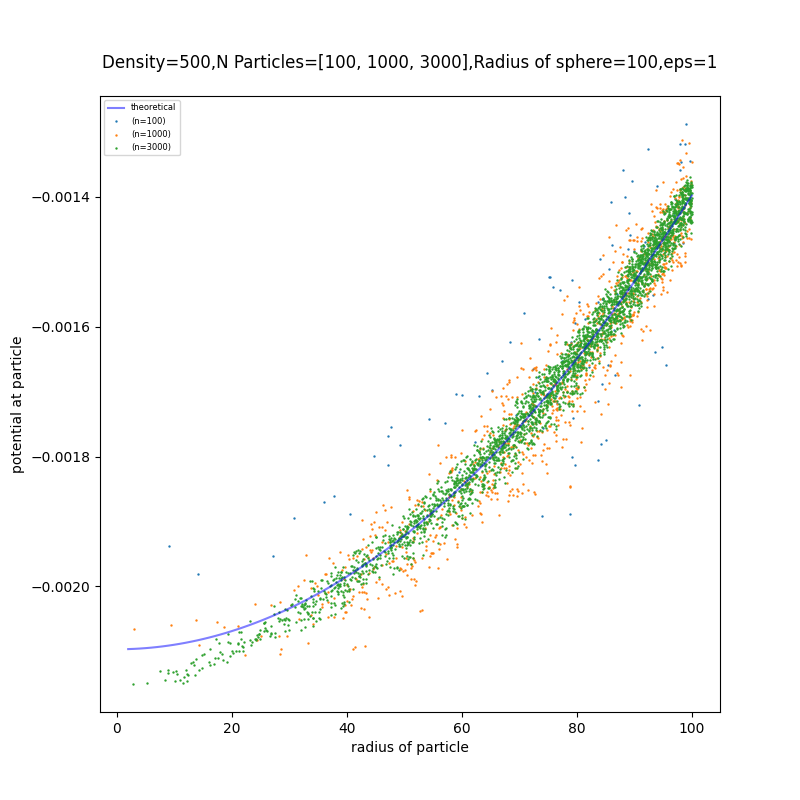 Density=500,N Particles=[100, 1000, 3000],Radius of sphere=100,eps=1
theoretical
(n=100)
(n=1000)
(n=3000)
−0.0014
−0.0016
−0.0018
−0.0020
potential at particle
0 20 40 60 80 100
radius of particle